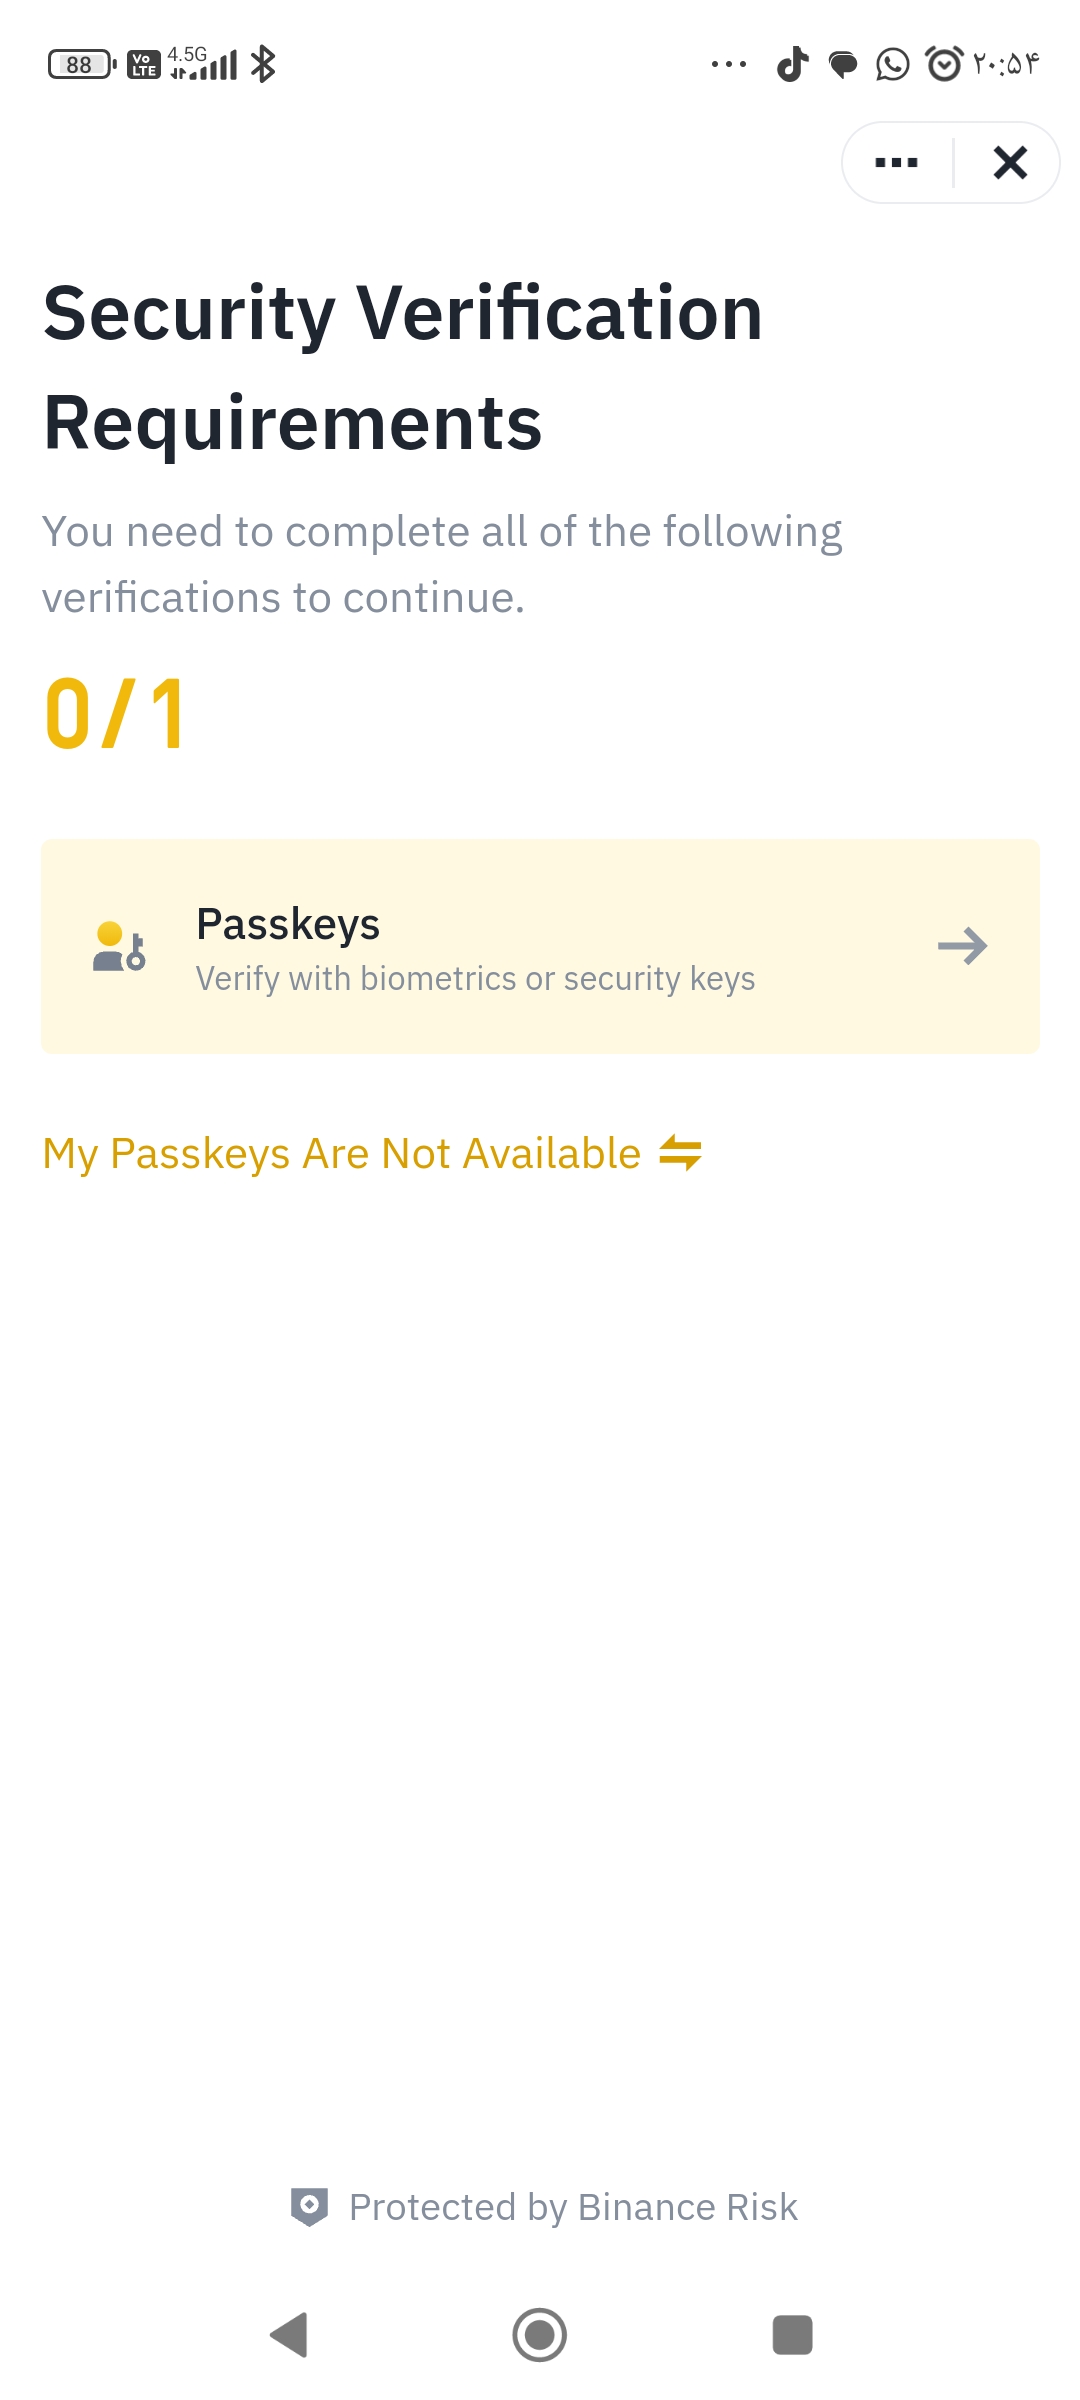 88 Vo LTE 4.5G ۲۰:۵۴
Security Verification
Requirements
You need to complete all of the following
verifications to continue.
0/1
Passkeys
Verify with biometrics or security keys
My Passkeys Are Not Available
Protected by Binance Risk